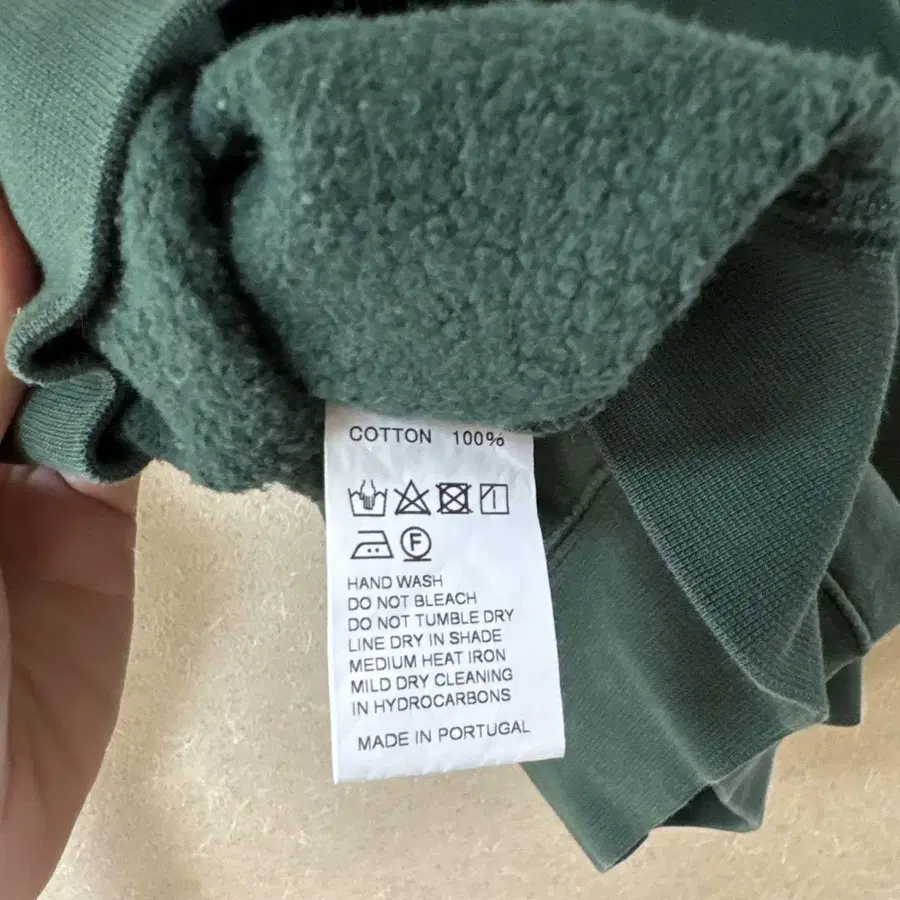 COTTON 100%
F
HAND WASH
DO NOT BLEACH
DO NOT TUMBLE DRY
LINE DRY IN SHADE
MEDIUM HEAT IRON
MILD DRY CLEANING
IN HYDROCARBONS
MADE IN PORTUGAL